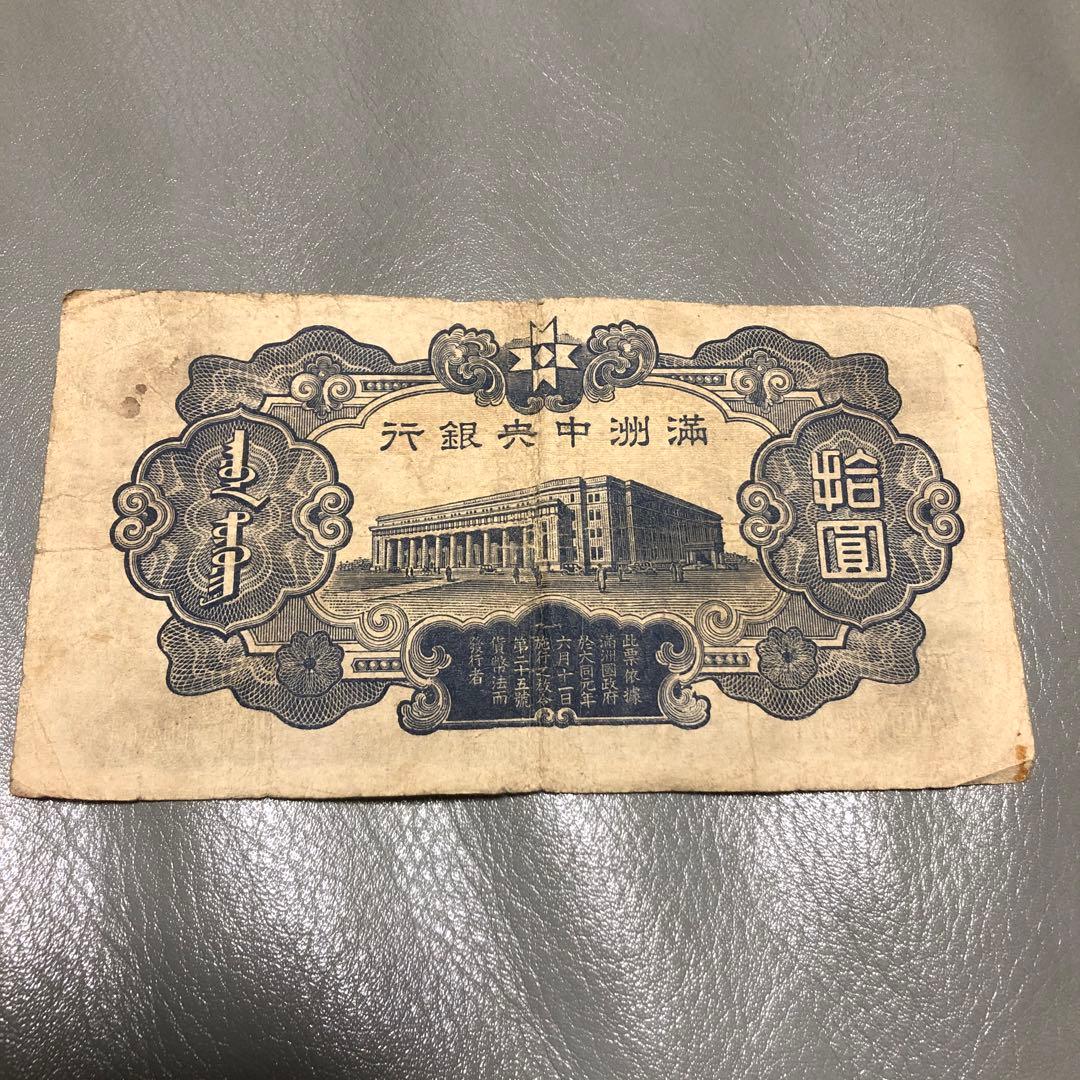 滿洲中央銀行
拾圓
此票依據
滿洲國政府
於大同元年
六月十一日
施行之教令
第二十五號
貨幣法而
發行者